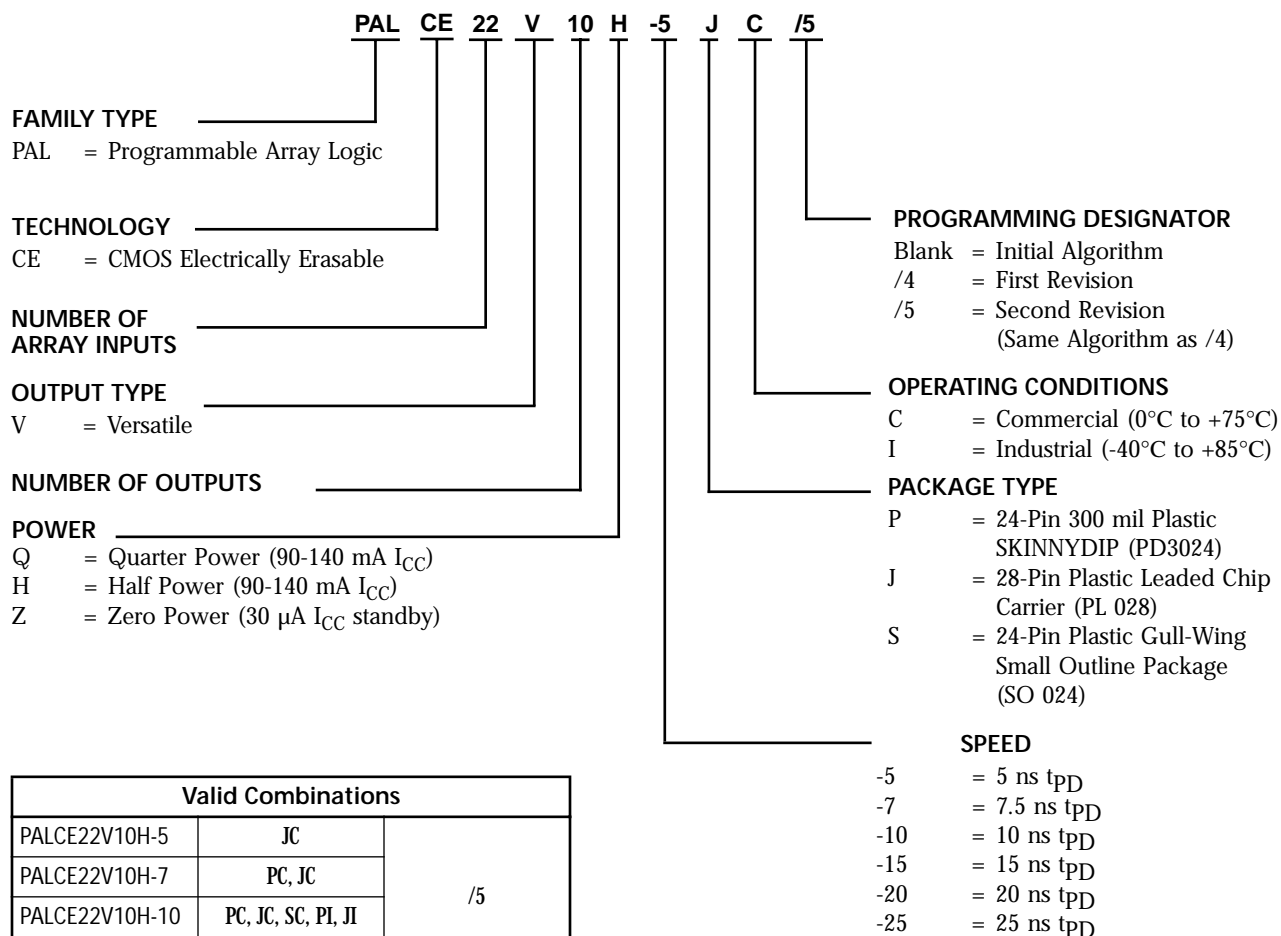 PAL CE 22 V 10 H -5 J C /5
FAMILY TYPE
PAL = Programmable Array Logic
TECHNOLOGY
CE = CMOS Electrically Erasable
NUMBER OF
ARRAY INPUTS
OUTPUT TYPE
V = Versatile
NUMBER OF OUTPUTS
POWER
Q = Quarter Power (90-140 mA ICC)
H = Half Power (90-140 mA ICC)
Z = Zero Power (30 µA ICC standby)
PROGRAMMING DESIGNATOR
Blank = Initial Algorithm
/4 = First Revision
/5 = Second Revision
(Same Algorithm as /4)
OPERATING CONDITIONS
C = Commercial (0°C to +75°C)
I = Industrial (-40°C to +85°C)
PACKAGE TYPE
P = 24-Pin 300 mil Plastic
SKINNYDIP (PD3024)
J = 28-Pin Plastic Leaded Chip
Carrier (PL 028)
S = 24-Pin Plastic Gull-Wing
Small Outline Package
(SO 024)
SPEED
-5 = 5 ns tPD
-7 = 7.5 ns tPD
-10 = 10 ns tPD
-15 = 15 ns tPD
-20 = 20 ns tPD
-25 = 25 ns tPD
Valid Combinations
PALCE22V10H-5 JC
PALCE22V10H-7 PC, JC
/5
PALCE22V10H-10 PC, JC, SC, PI, JI